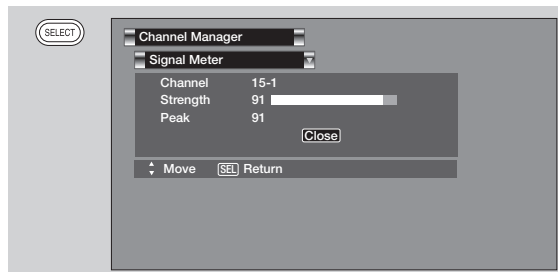 SELECT
Channel Manager
Signal Meter
Channel 15-1
Strength 91
Peak 91
Close
Move SEL Return